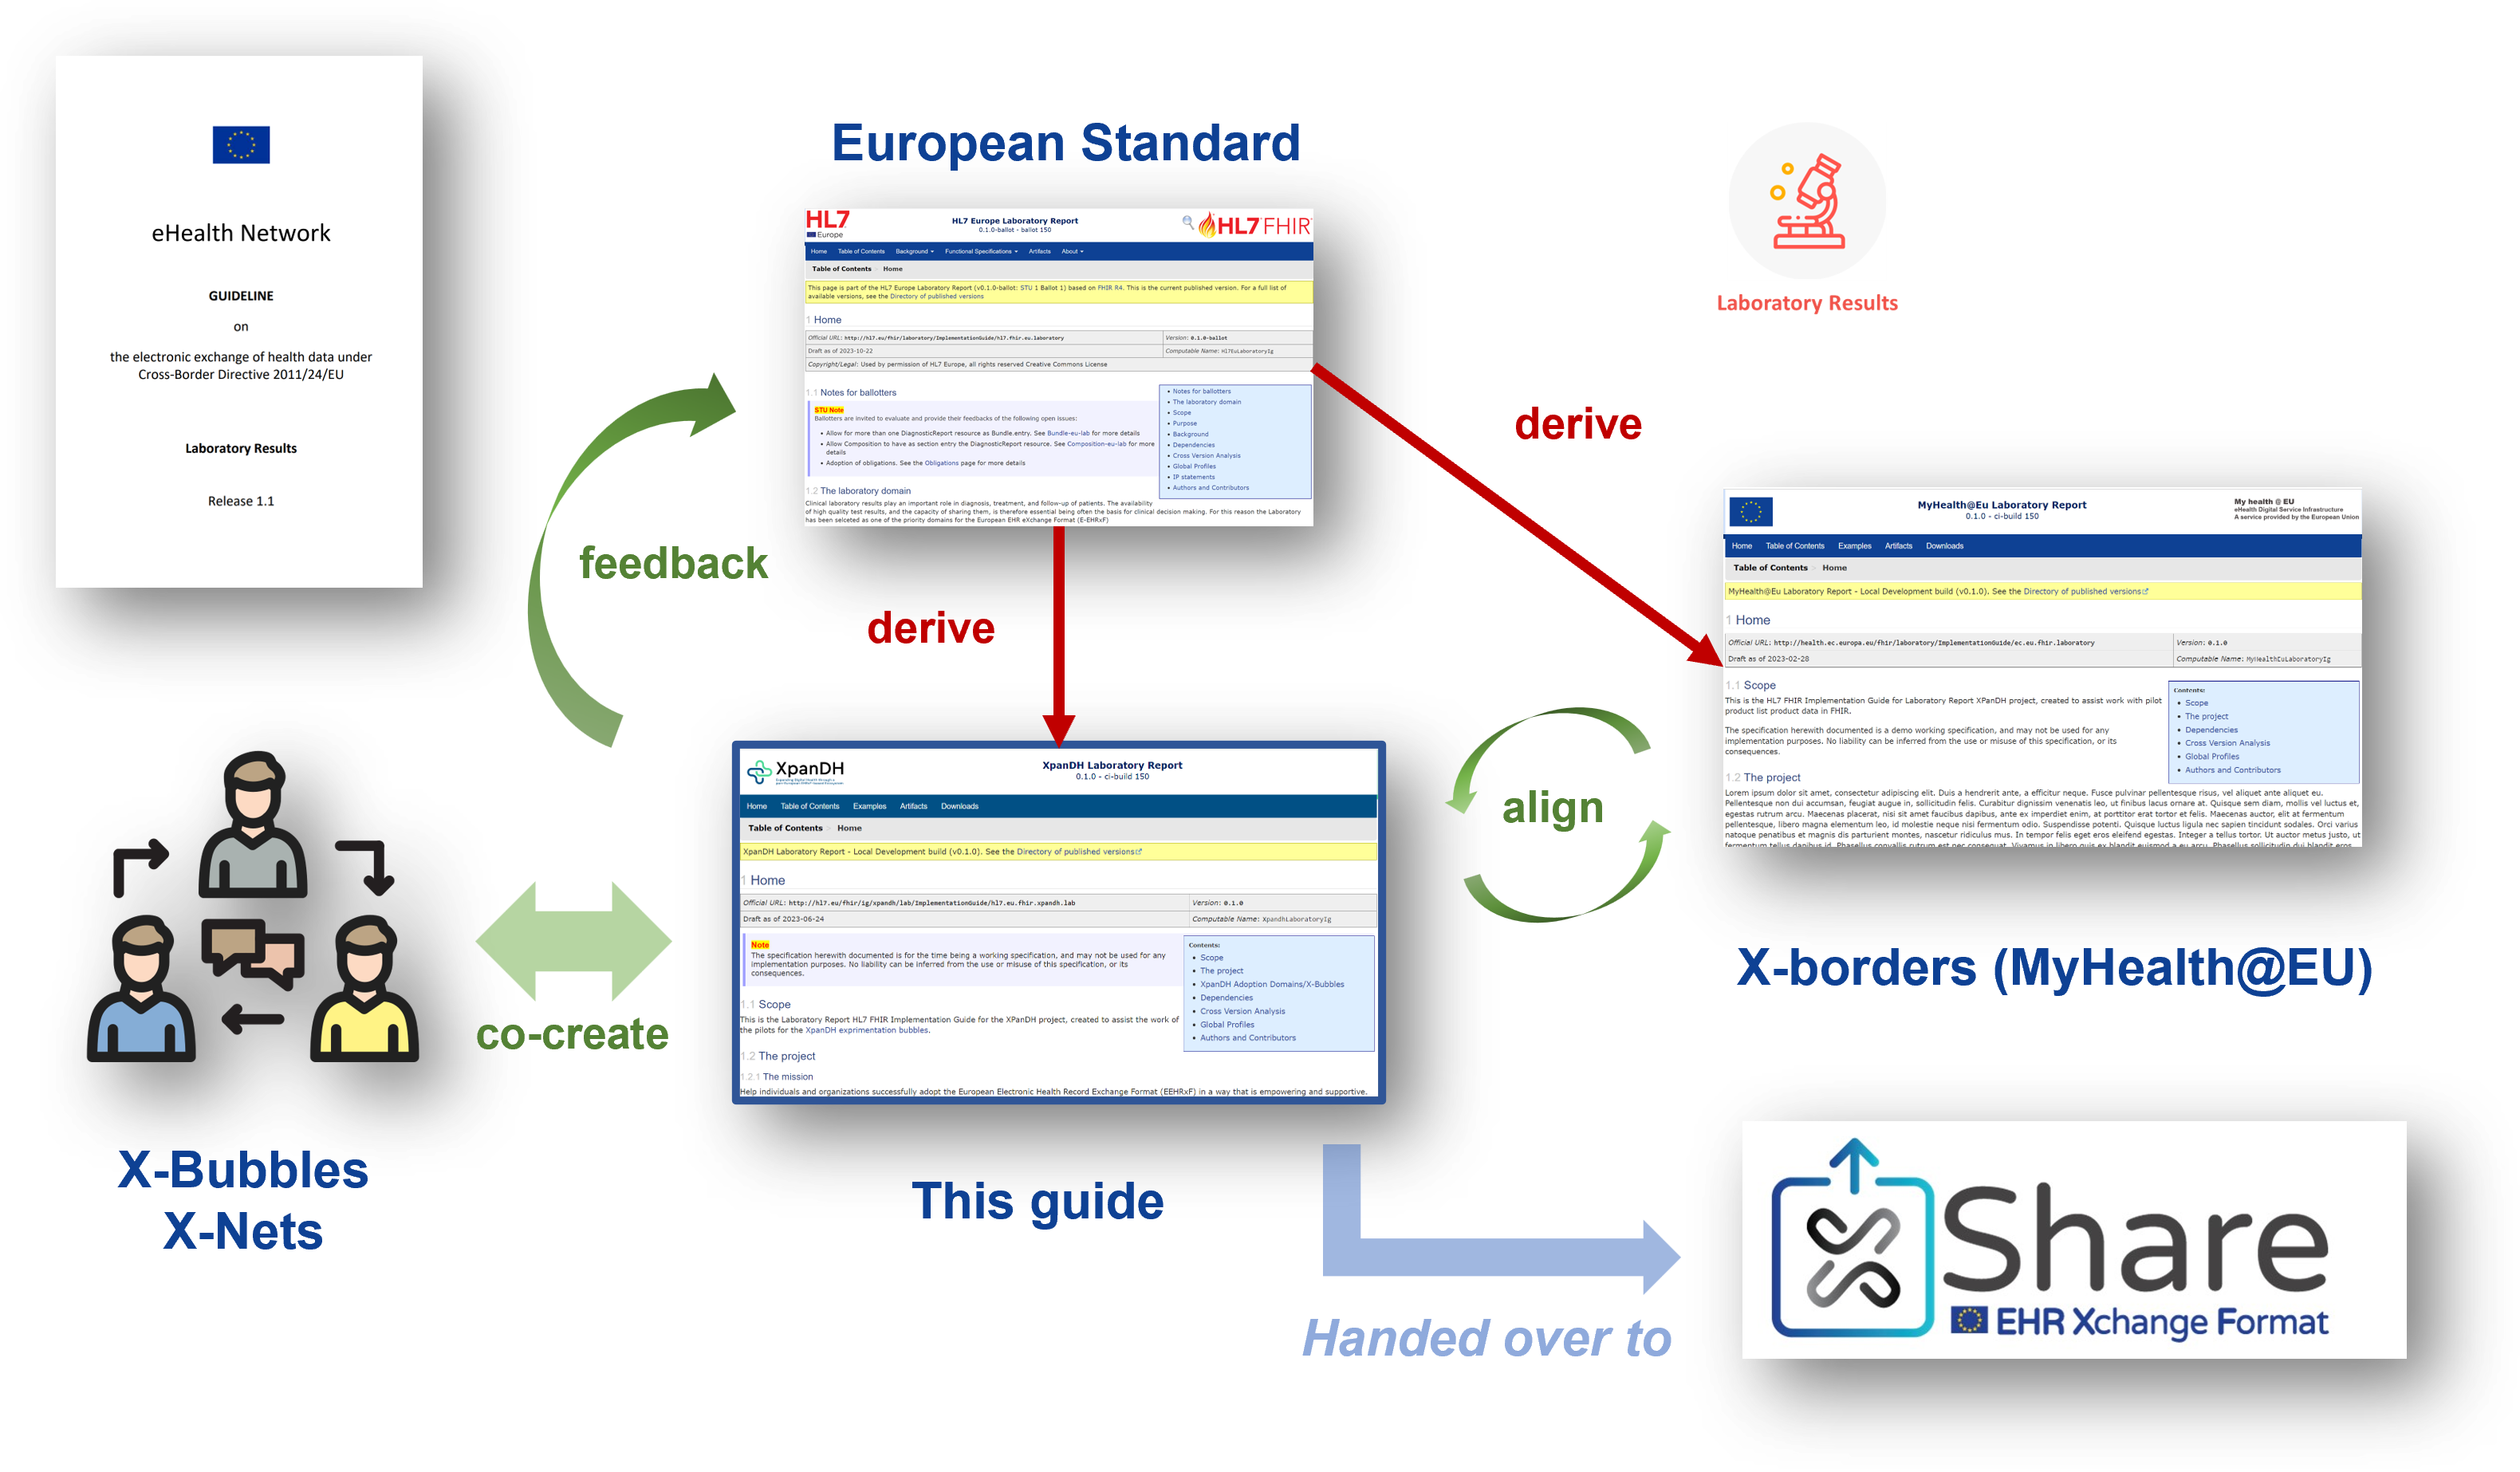 eHealth Network
GUIDELINE
on
the electronic exchange of health data under
Cross-Border Directive 2011/24/EU
Laboratory Results
Release 1.1
European Standard
HL7
Europe
HL7 Europe Laboratory Report
0.1.0-ballot - ballot 150
HL7 FHIR
Home Table of Contents Background Functional Specifications Artifacts About
Table of Contents Home
This page is part of the HL7 Europe Laboratory Report (v0.1.0-ballot: STU 1 Ballot 1) based on FHIR R4. This is the current published version. For a full list of
available versions, see the Directory of published versions
1 Home
Official URL: http://hl7.eu/fhir/laboratory/ImplementationGuide/hl7.fhir.eu.laboratory Version: 0.1.0-ballot
Draft as of 2023-10-22 Computable Name: Hl7EuLaboratoryIg
Copyright/Legal: Used by permission of HL7 Europe, all rights reserved Creative Commons License
1.1 Notes for ballotters
STU Note
Ballotters are invited to evaluate and provide their feedbacks of the following open issues:
• Allow for more than one DiagnosticReport resource as Bundle.entry. See Bundle-eu-lab for more details
• Allow Composition to have as section entry the DiagnosticReport resource. See Composition-eu-lab for more
details
• Adoption of obligations. See the Obligations page for more details
• Notes for ballotters
• The laboratory domain
• Scope
• Purpose
• Background
• Dependencies
• Cross Version Analysis
• Global Profiles
• IP statements
• Authors and Contributors
1.2 The laboratory domain
Clinical laboratory results play an important role in diagnosis, treatment, and follow-up of patients. The availability
of high quality test results, and the capacity of sharing them, is therefore essential being often the basis for clinical decision making. For this reason the Laboratory
has been selceted as one of the priority domains for the European EHR eXchange Format (E-EHRxF)
Laboratory Results
derive
feedback
derive
MyHealth@Eu Laboratory Report
0.1.0 - ci-build 150
My health @ EU
eHealth Digital Service Infrastructure
A service provided by the European Union
Home Table of Contents Examples Artifacts Downloads
Table of Contents Home
MyHealth@Eu Laboratory Report - Local Development build (v0.1.0). See the Directory of published versions
1 Home
Official URL: http://health.ec.europa.eu/fhir/laboratory/ImplementationGuide/ec.eu.fhir.laboratory Version: 0.1.0
Draft as of 2023-02-28 Computable Name: MyHealthEuLaboratoryIg
1.1 Scope
This is the HL7 FHIR Implementation Guide for Laboratory Report XPanDH project, created to assist work with pilot
product list product data in FHIR.
The specification herewith documented is a demo working specification, and may not be used for any
implementation purposes. No liability can be inferred from the use or misuse of this specification, or its
consequences.
Contents:
• Scope
• The project
• Dependencies
• Cross Version Analysis
• Global Profiles
• Authors and Contributors
1.2 The project
Lorem ipsum dolor sit amet, consectetur adipiscing elit. Duis a hendrerit ante, a efficitur neque. Fusce pulvinar pellentesque risus, vel aliquet ante aliquet eu.
Pellentesque non dui accumsan, feugiat augue in, sollicitudin felis. Curabitur dignissim venenatis leo, ut finibus lacus ornare at. Quisque sem diam, mollis vel luctus et,
egestas rutrum arcu. Maecenas placerat, nisi sit amet faucibus dapibus, ante ex imperdiet enim, at porttitor erat tortor et felis. Maecenas auctor, elit at fermentum
pellentesque, libero magna elementum leo, id molestie neque nisi fermentum odio. Suspendisse potenti. Quisque luctus ligula nec sapien tincidunt sodales. Orci varius
natoque penatibus et magnis dis parturient montes, nascetur ridiculus mus. In tempor felis eget eros eleifend egestas. Integer a tellus tortor. Ut auctor metus justo, ut
XpanDH
XpanDH Laboratory Report
0.1.0 - ci-build 150
Home Table of Contents Examples Artifacts Downloads
Table of Contents Home
XpanDH Laboratory Report - Local Development build (v0.1.0). See the Directory of published versions
1 Home
Official URL: http://hl7.eu/fhir/ig/xpandh/lab/ImplementationGuide/hl7.eu.fhir.xpandh.lab Version: 0.1.0
Draft as of 2023-06-24 Computable Name: XpandhLaboratoryIg
Note
The specification herewith documented is for the time being a working specification, and may not be used for any
implementation purposes. No liability can be inferred from the use or misuse of this specification, or its
consequences.
Contents:
• Scope
• The project
• XpanDH Adoption Domains/X-Bubbles
• Dependencies
• Cross Version Analysis
• Global Profiles
• Authors and Contributors
1.1 Scope
This is the Laboratory Report HL7 FHIR Implementation Guide for the XPanDH project, created to assist the work of
the pilots for the XpanDH exprimentation bubbles.
1.2 The project
1.2.1 The mission
Help individuals and organizations successfully adopt the European Electronic Health Record Exchange Format (EEHRxF) in a way that is empowering and supportive.
align
X-borders (MyHealth@EU)
co-create
X-Bubbles
X-Nets
This guide
Handed over to
Share
EHR Xchange Format